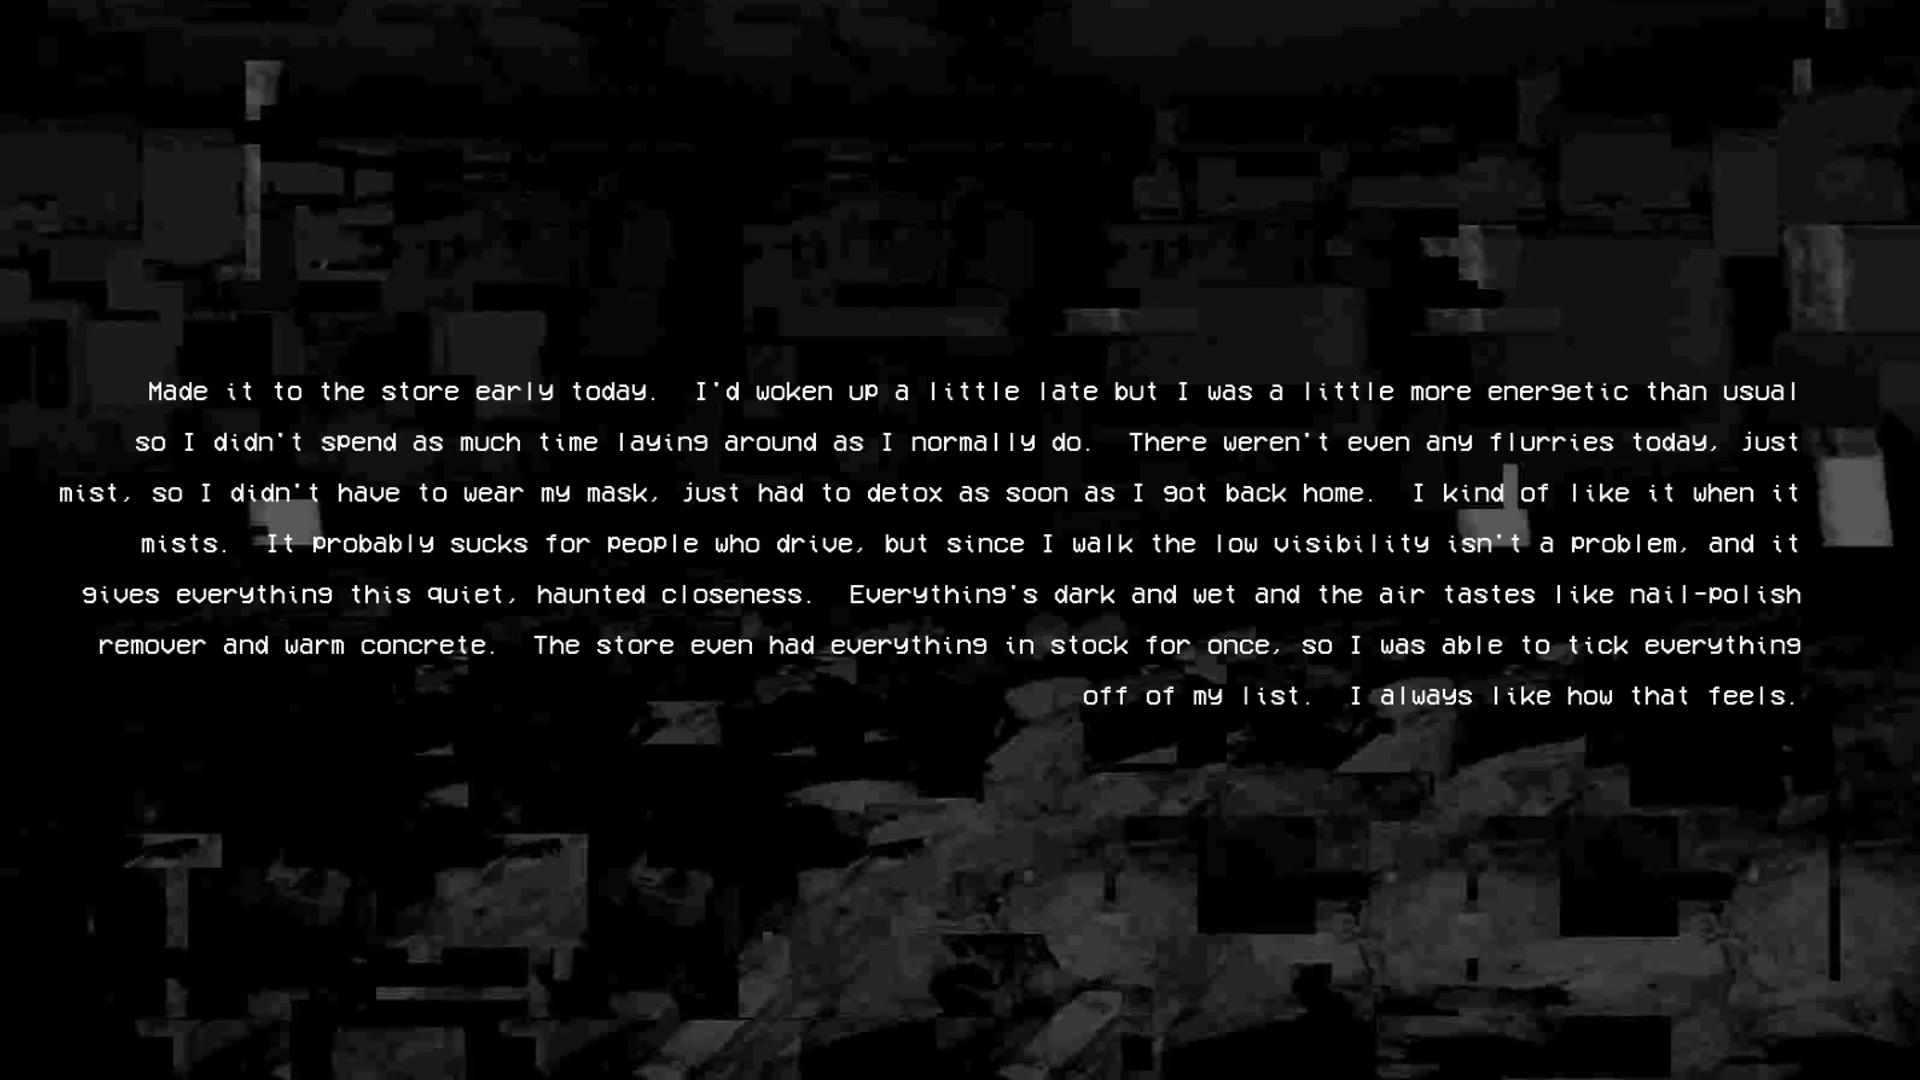 Made it to the store early today.  I'd woken up a little late but I was a little more energetic than usual
so I didn't spend as much time laying around as I normally do.  There weren't even any flurries today, just
mist, so I didn't have to wear my mask, just had to detox as soon as I got back home.  I kind of like it when it
mists.  It probably sucks for people who drive, but since I walk the low visibility isn't a problem, and it
gives everything this quiet, haunted closeness.  Everything's dark and wet and the air tastes like nail-polish
remover and warm concrete.  The store even had everything in stock for once, so I was able to tick everything
off of my list.  I always like how that feels.